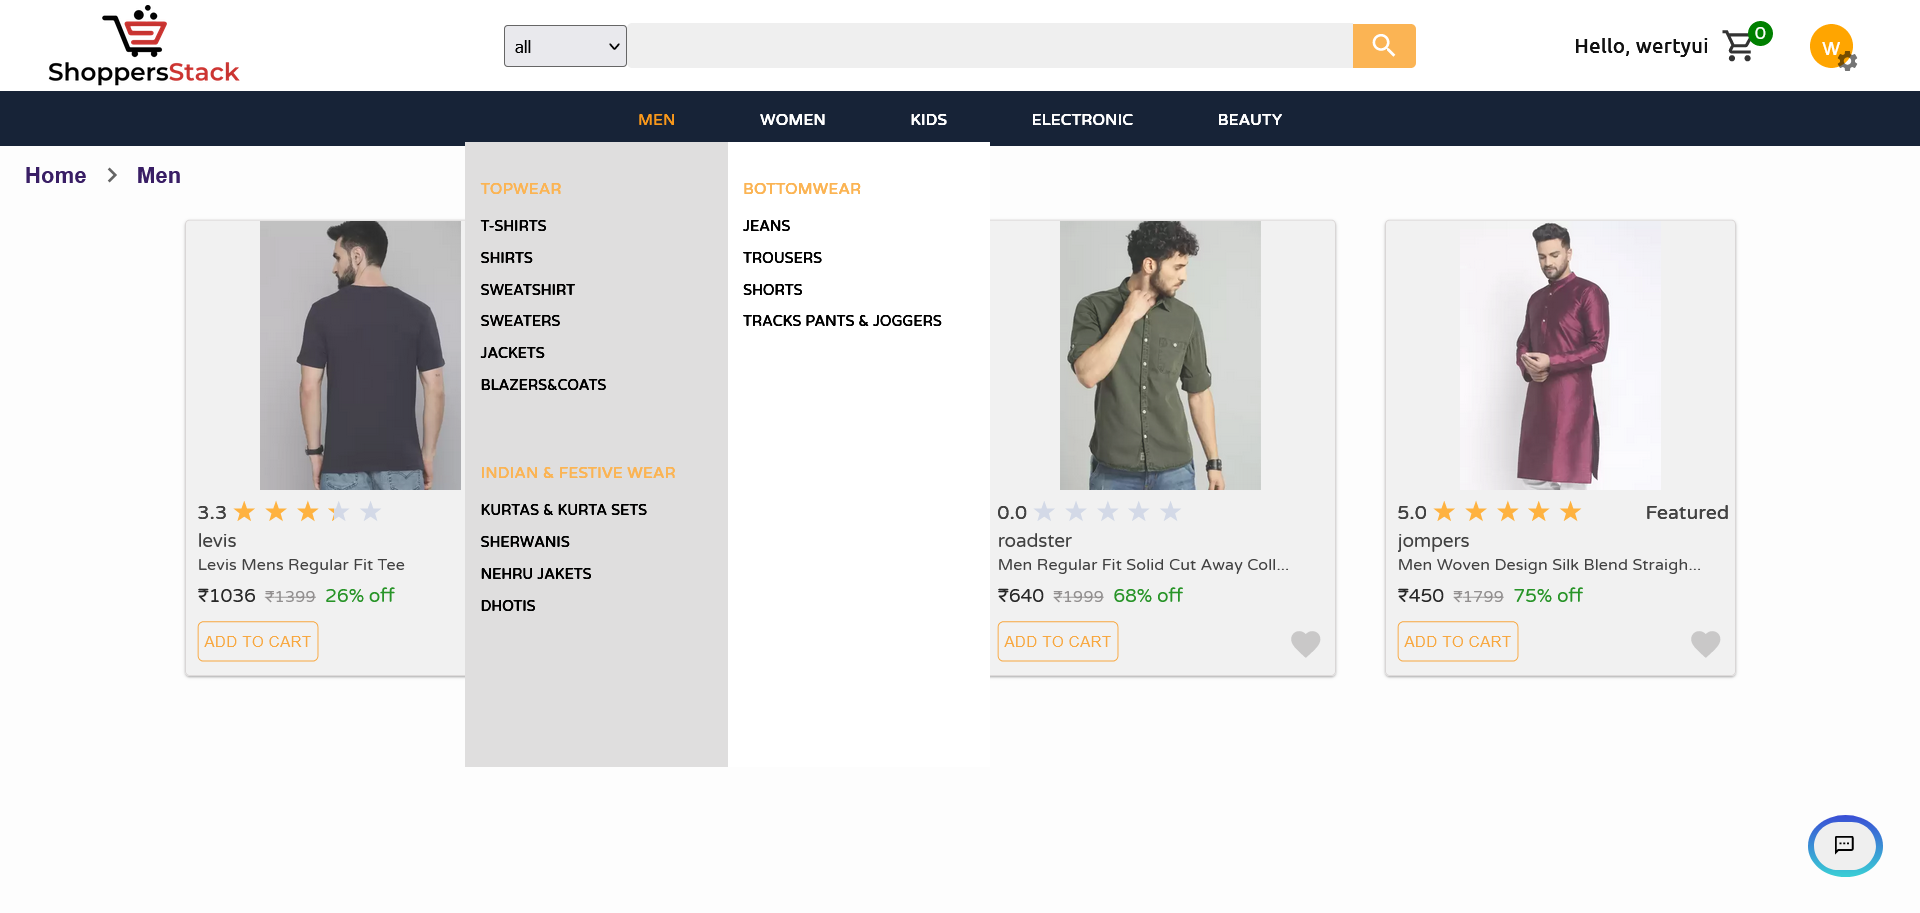 ShoppersStack
all
Hello, wertyui
0
W
MEN
WOMEN
KIDS
ELECTRONIC
BEAUTY
Home > Men
TOPWEAR
T-SHIRTS
SHIRTS
SWEATSHIRT
SWEATERS
JACKETS
BLAZERS&COATS
INDIAN & FESTIVE WEAR
KURTAS & KURTA SETS
SHERWANIS
NEHRU JAKETS
DHOTIS
BOTTOMWEAR
JEANS
TROUSERS
SHORTS
TRACKS PANTS & JOGGERS
3.3
levis
Levis Mens Regular Fit Tee
₹1036 ₹1399 26% off
ADD TO CART
0.0
roadster
Men Regular Fit Solid Cut Away Coll...
₹640 ₹1999 68% off
ADD TO CART
5.0 Featured
jompers
Men Woven Design Silk Blend Straigh...
₹450 ₹1799 75% off
ADD TO CART